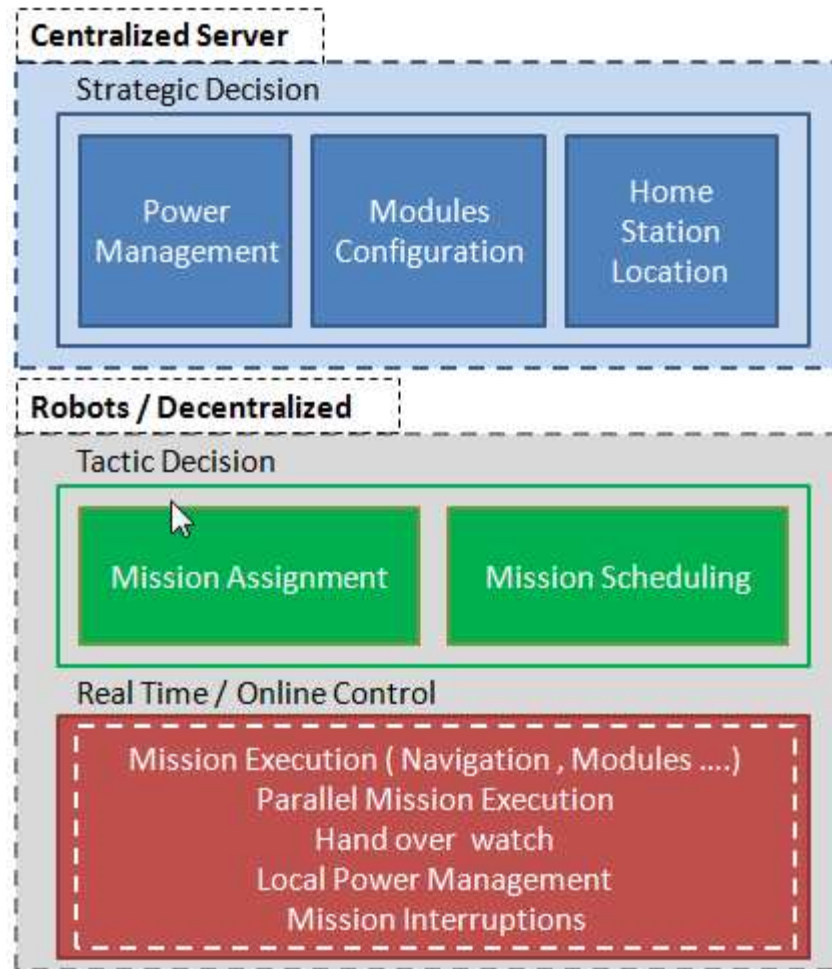 Centralized Server
Strategic Decision
Power
Management
Modules
Configuration
Home
Station
Location
Robots / Decentralized
Tactic Decision
Mission Assignment
Mission Scheduling
Real Time / Online Control
Mission Execution ( Navigation , Modules ....)
Parallel Mission Execution
Hand over watch
Local Power Management
Mission Interruptions